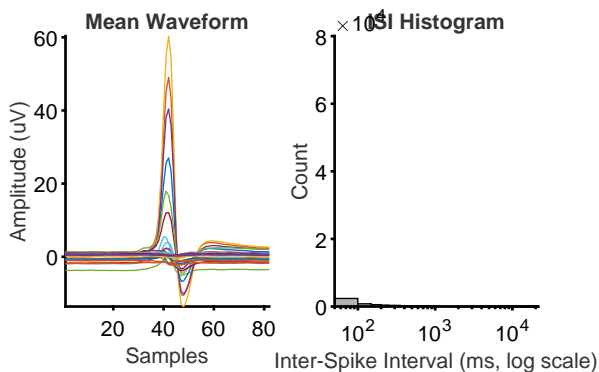 Mean Waveform
60
40
20
0
Amplitude (uV)
20 40 60 80
Samples
× 10⁴
ISI Histogram
8
6
4
2
0
Count
10² 10³ 10⁴
Inter-Spike Interval (ms, log scale)